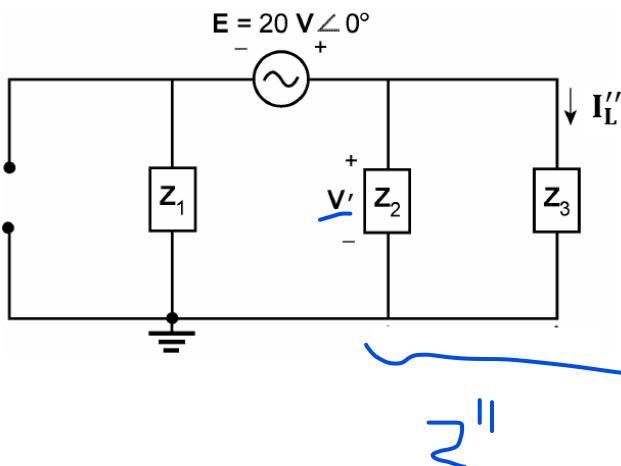 E = 20 V∠0°
− +
I″L
+
Z1
V′ Z2
Z3
−
Z″